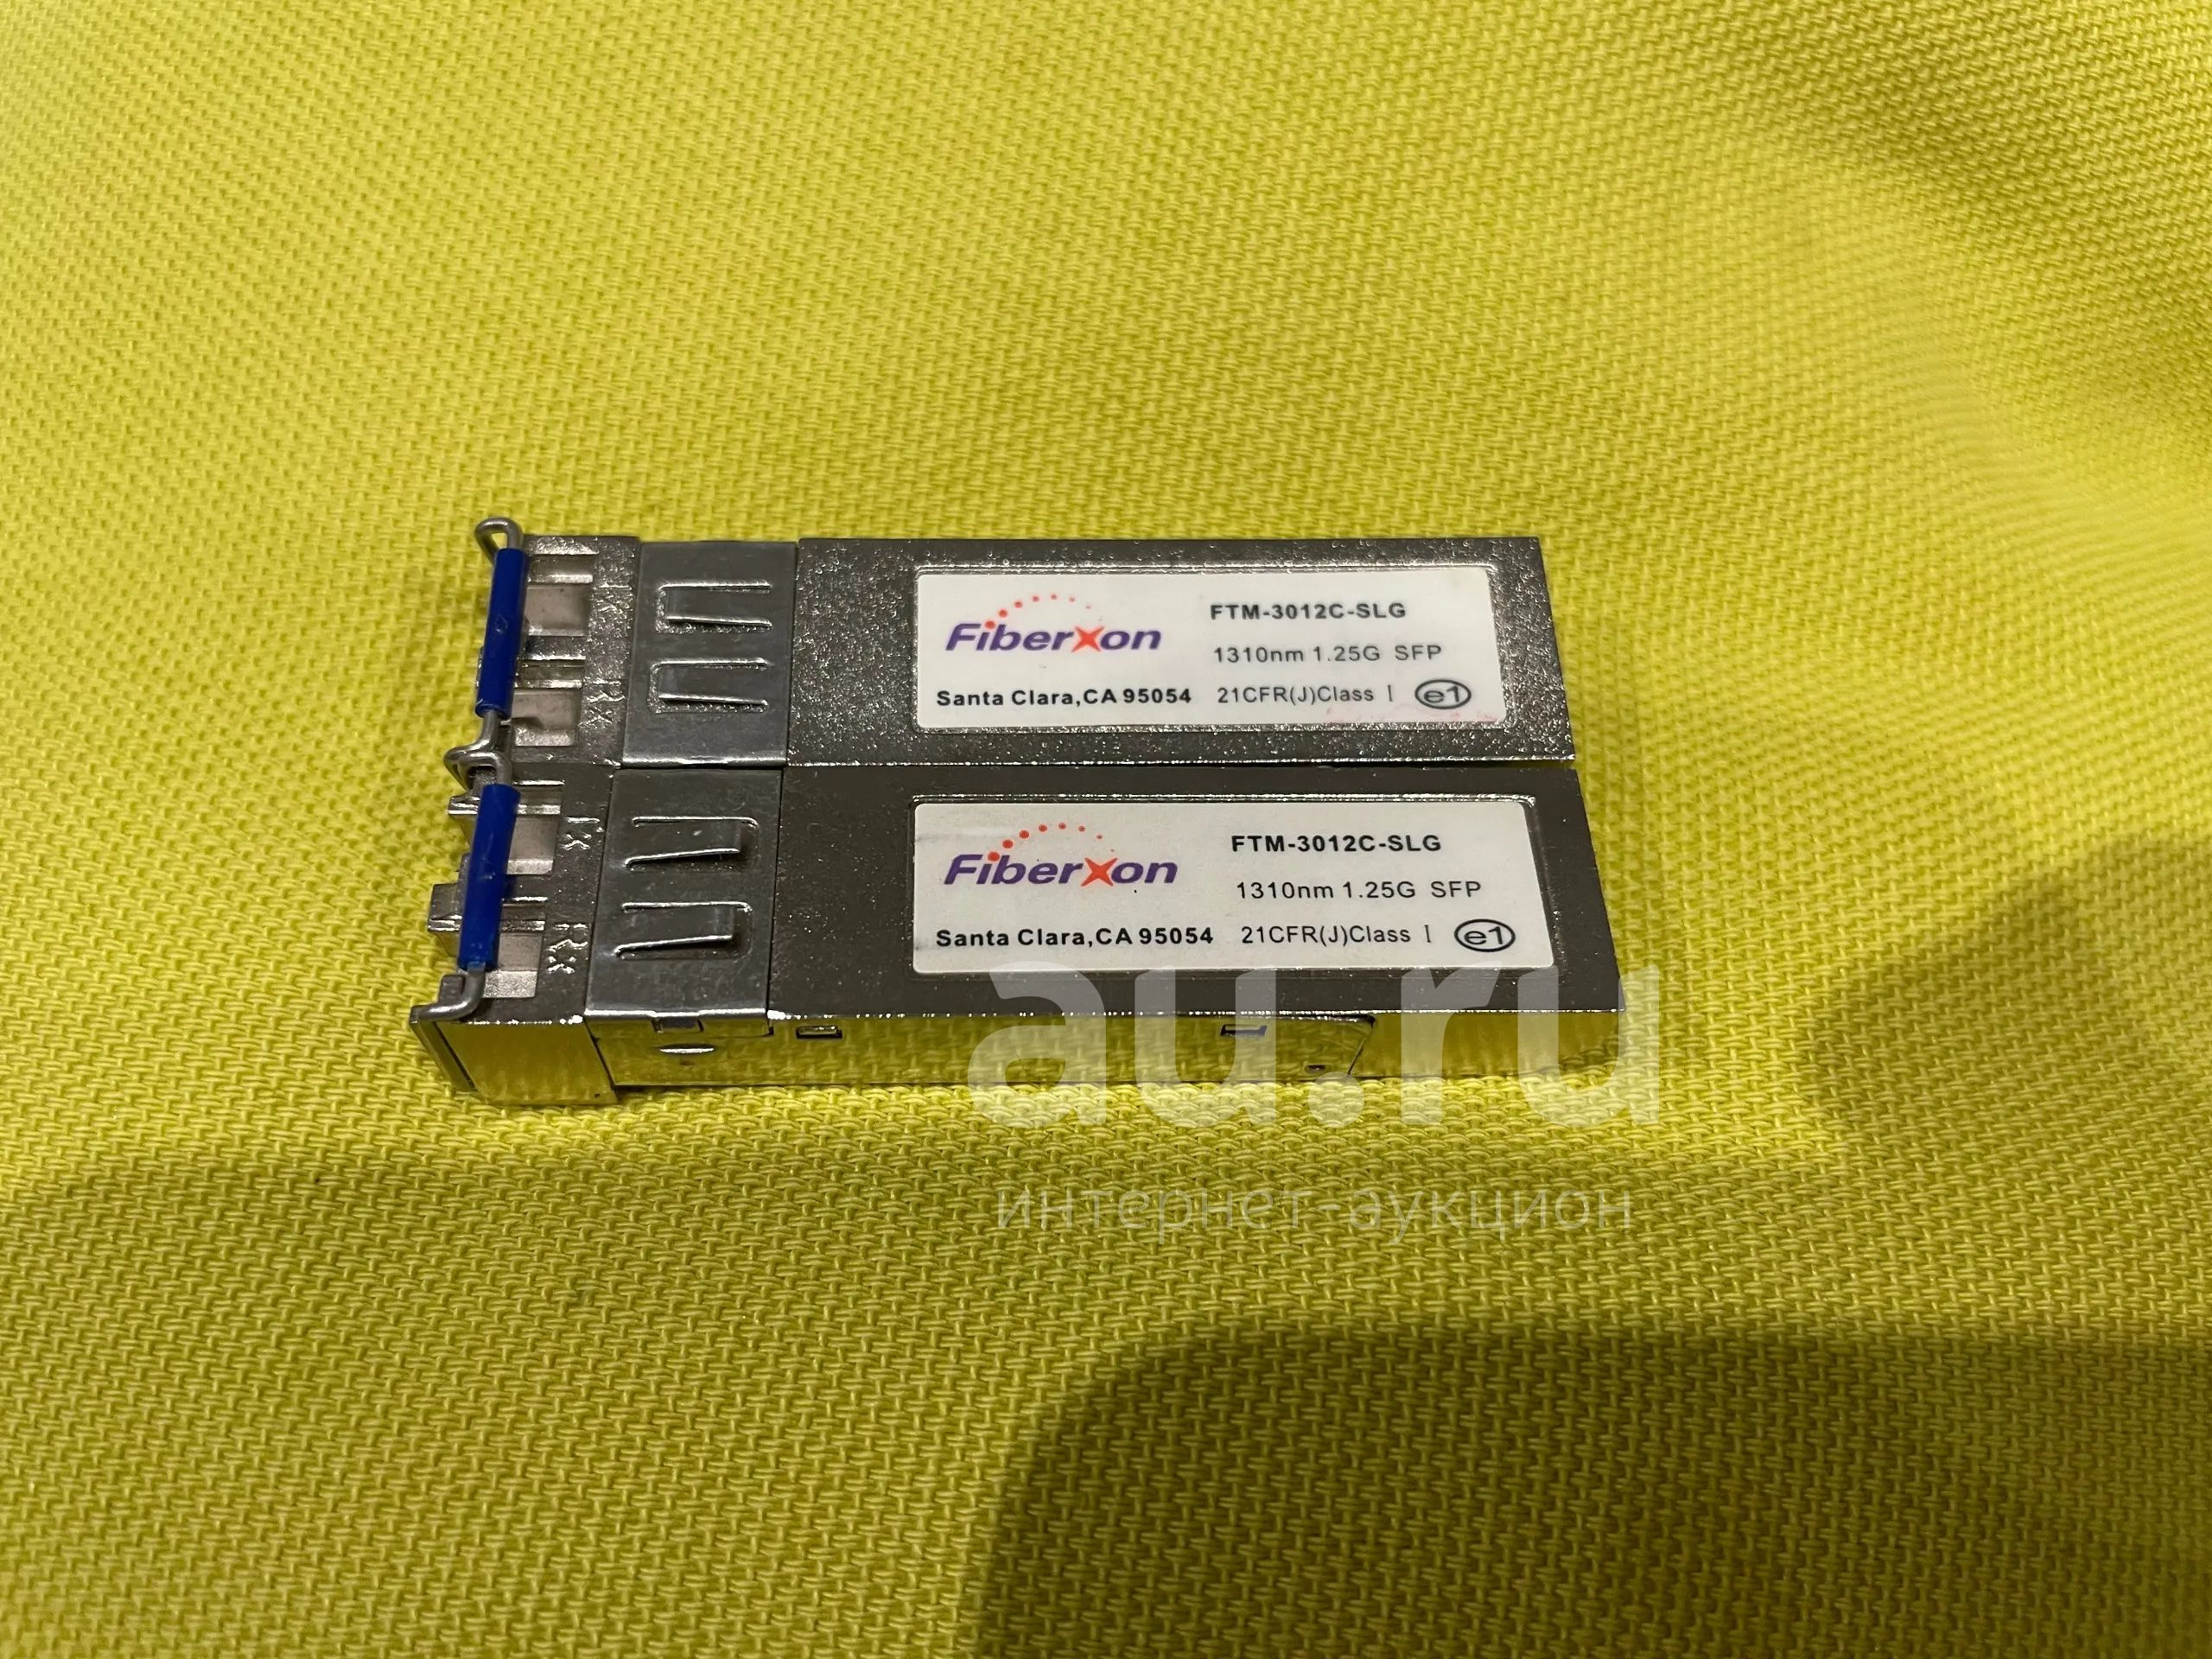 FiberXon
FTM-3012C-SLG
1310nm 1.25G SFP
Santa Clara,CA 95054 21CFR(J)Class I e1
Tx
Rx
FiberXon
FTM-3012C-SLG
1310nm 1.25G SFP
Santa Clara,CA 95054 21CFR(J)Class I e1
Tx
Rx
au.ru
интернет-аукцион